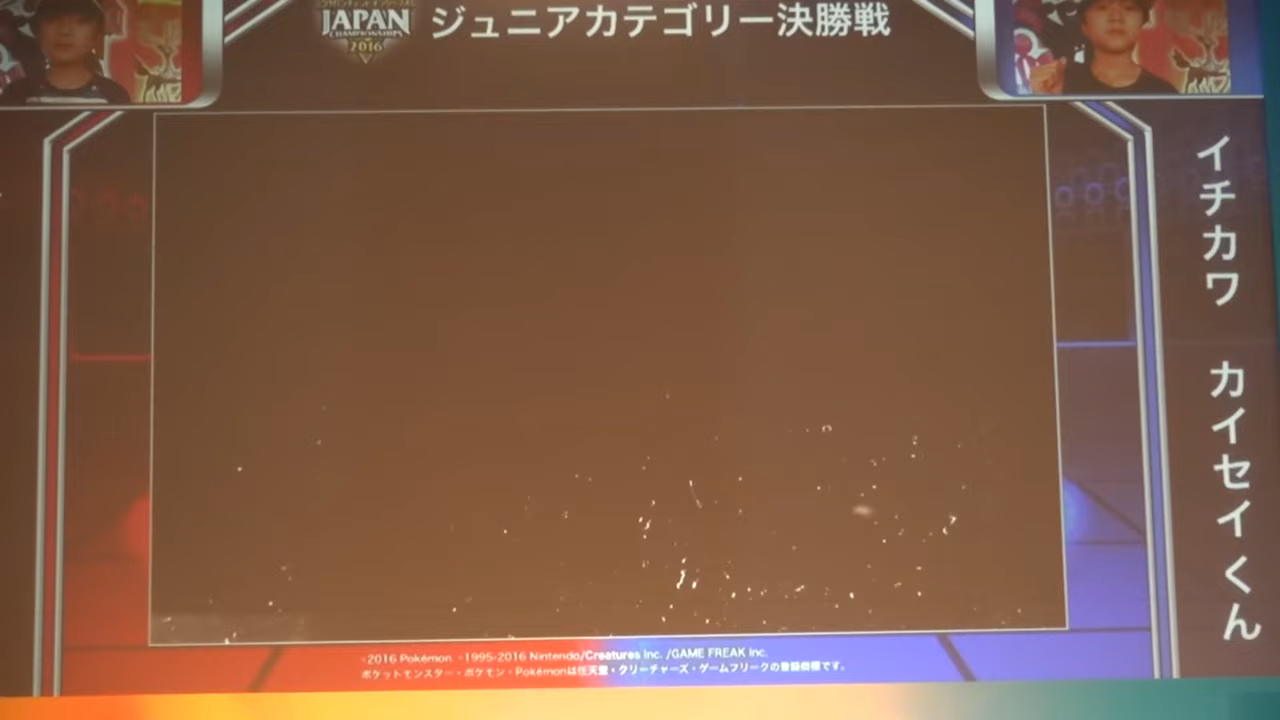 JAPAN
CHAMPIONSHIPS
2016
ジュニアカテゴリー決勝戦
イチカワ カイセイくん
©2016 Pokémon. ©1995-2016 Nintendo/Creatures Inc. /GAME FREAK inc.
ポケットモンスター・ポケモン・Pokémonは任天堂・クリーチャーズ・ゲームフリークの登録商標です。